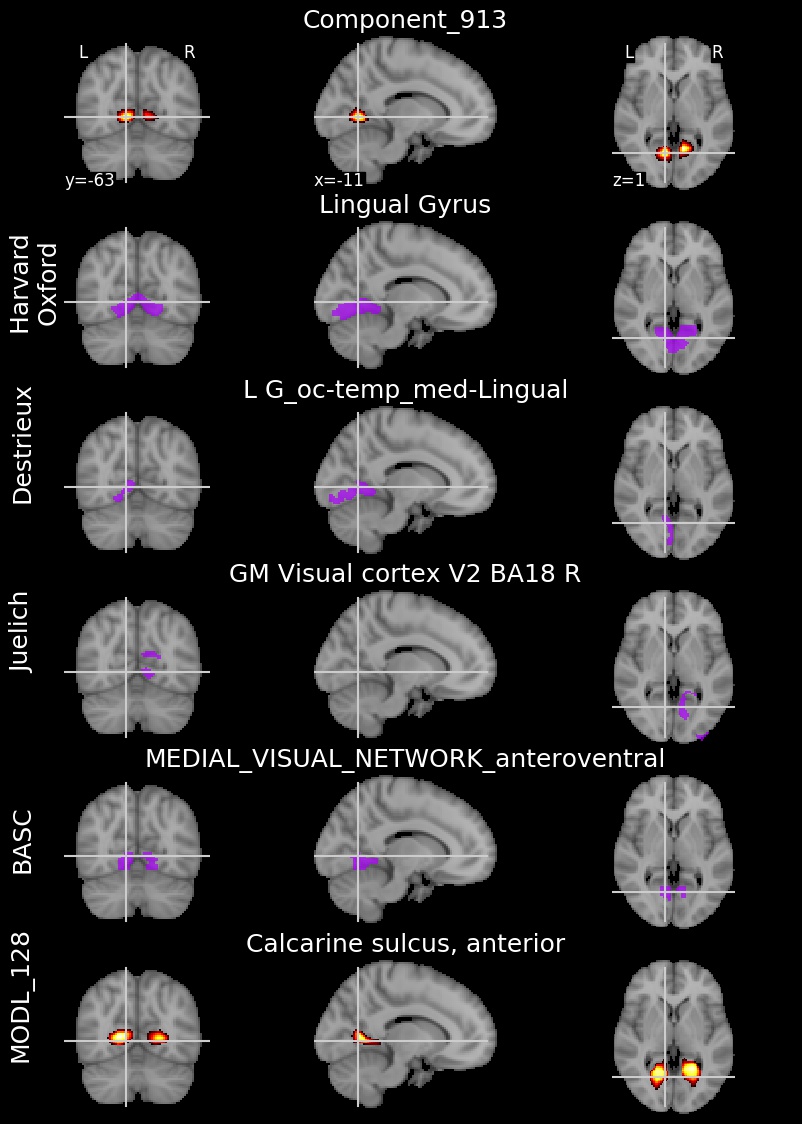 Component_913
L R
L R
y=-63
x=-11
z=1
Lingual Gyrus
Harvard
Oxford
L G_oc-temp_med-Lingual
Destrieux
GM Visual cortex V2 BA18 R
Juelich
MEDIAL_VISUAL_NETWORK_anteroventral
BASC
Calcarine sulcus, anterior
MODL_128